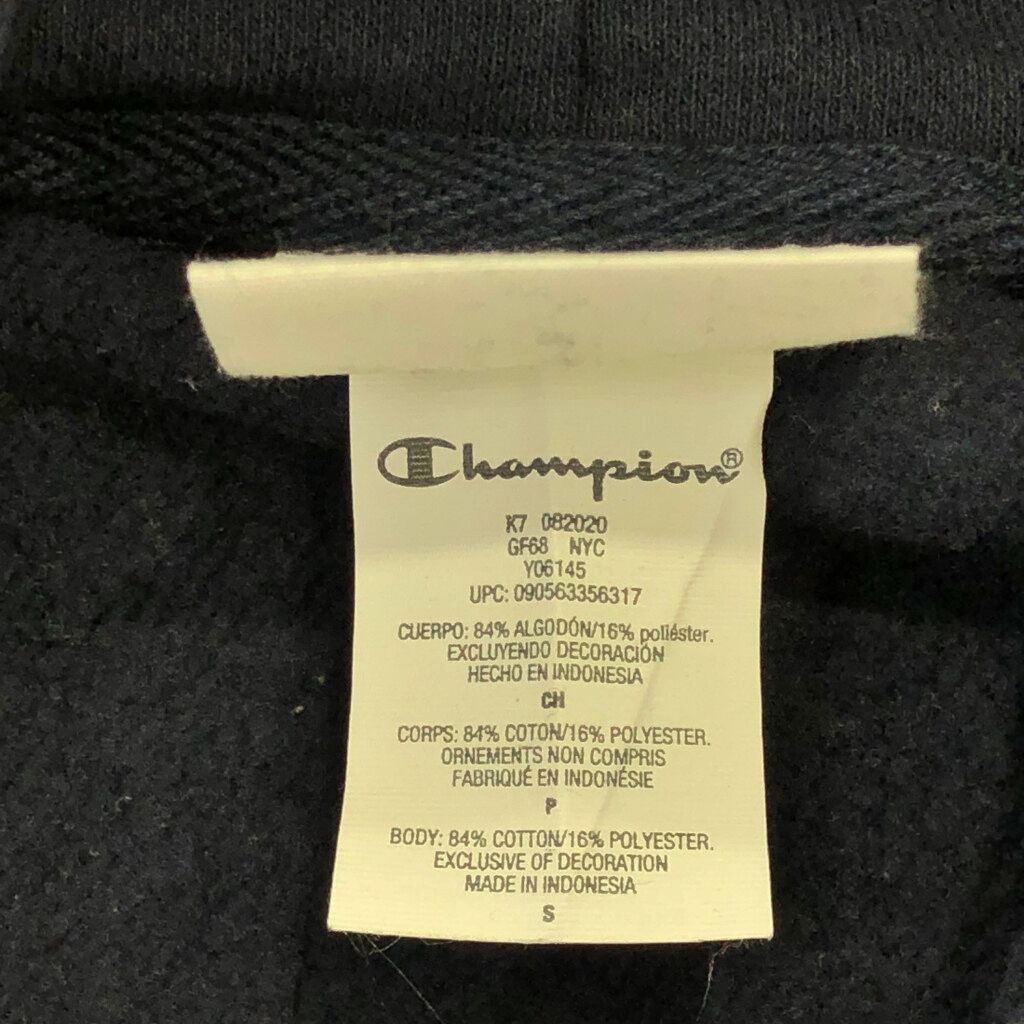 Champion®
K7 082020
GF68 NYC
Y06145
UPC: 090563356317
CUERPO: 84% ALGODÓN/16% poliéster.
EXCLUYENDO DECORACIÓN
HECHO EN INDONESIA
CH
CORPS: 84% COTON/16% POLYESTER.
ORNEMENTS NON COMPRIS
FABRIQUÉ EN INDONÉSIE
P
BODY: 84% COTTON/16% POLYESTER.
EXCLUSIVE OF DECORATION
MADE IN INDONESIA
S